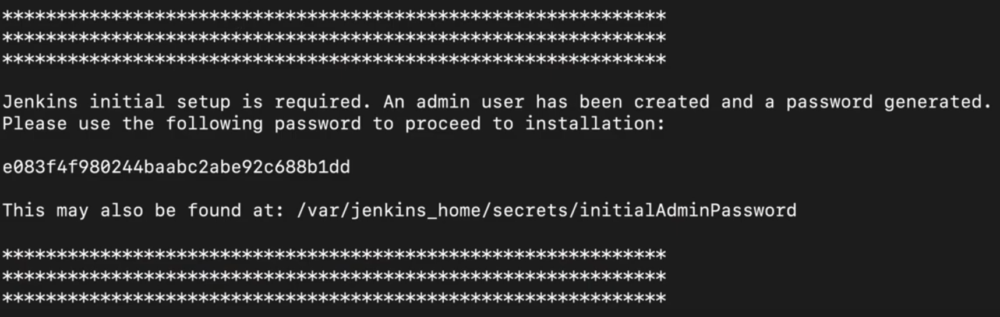 *************************************************************
*************************************************************
*************************************************************
Jenkins initial setup is required. An admin user has been created and a password generated.
Please use the following password to proceed to installation:
e083f4f980244baabc2abe92c688b1dd
This may also be found at: /var/jenkins_home/secrets/initialAdminPassword
*************************************************************
*************************************************************
*************************************************************